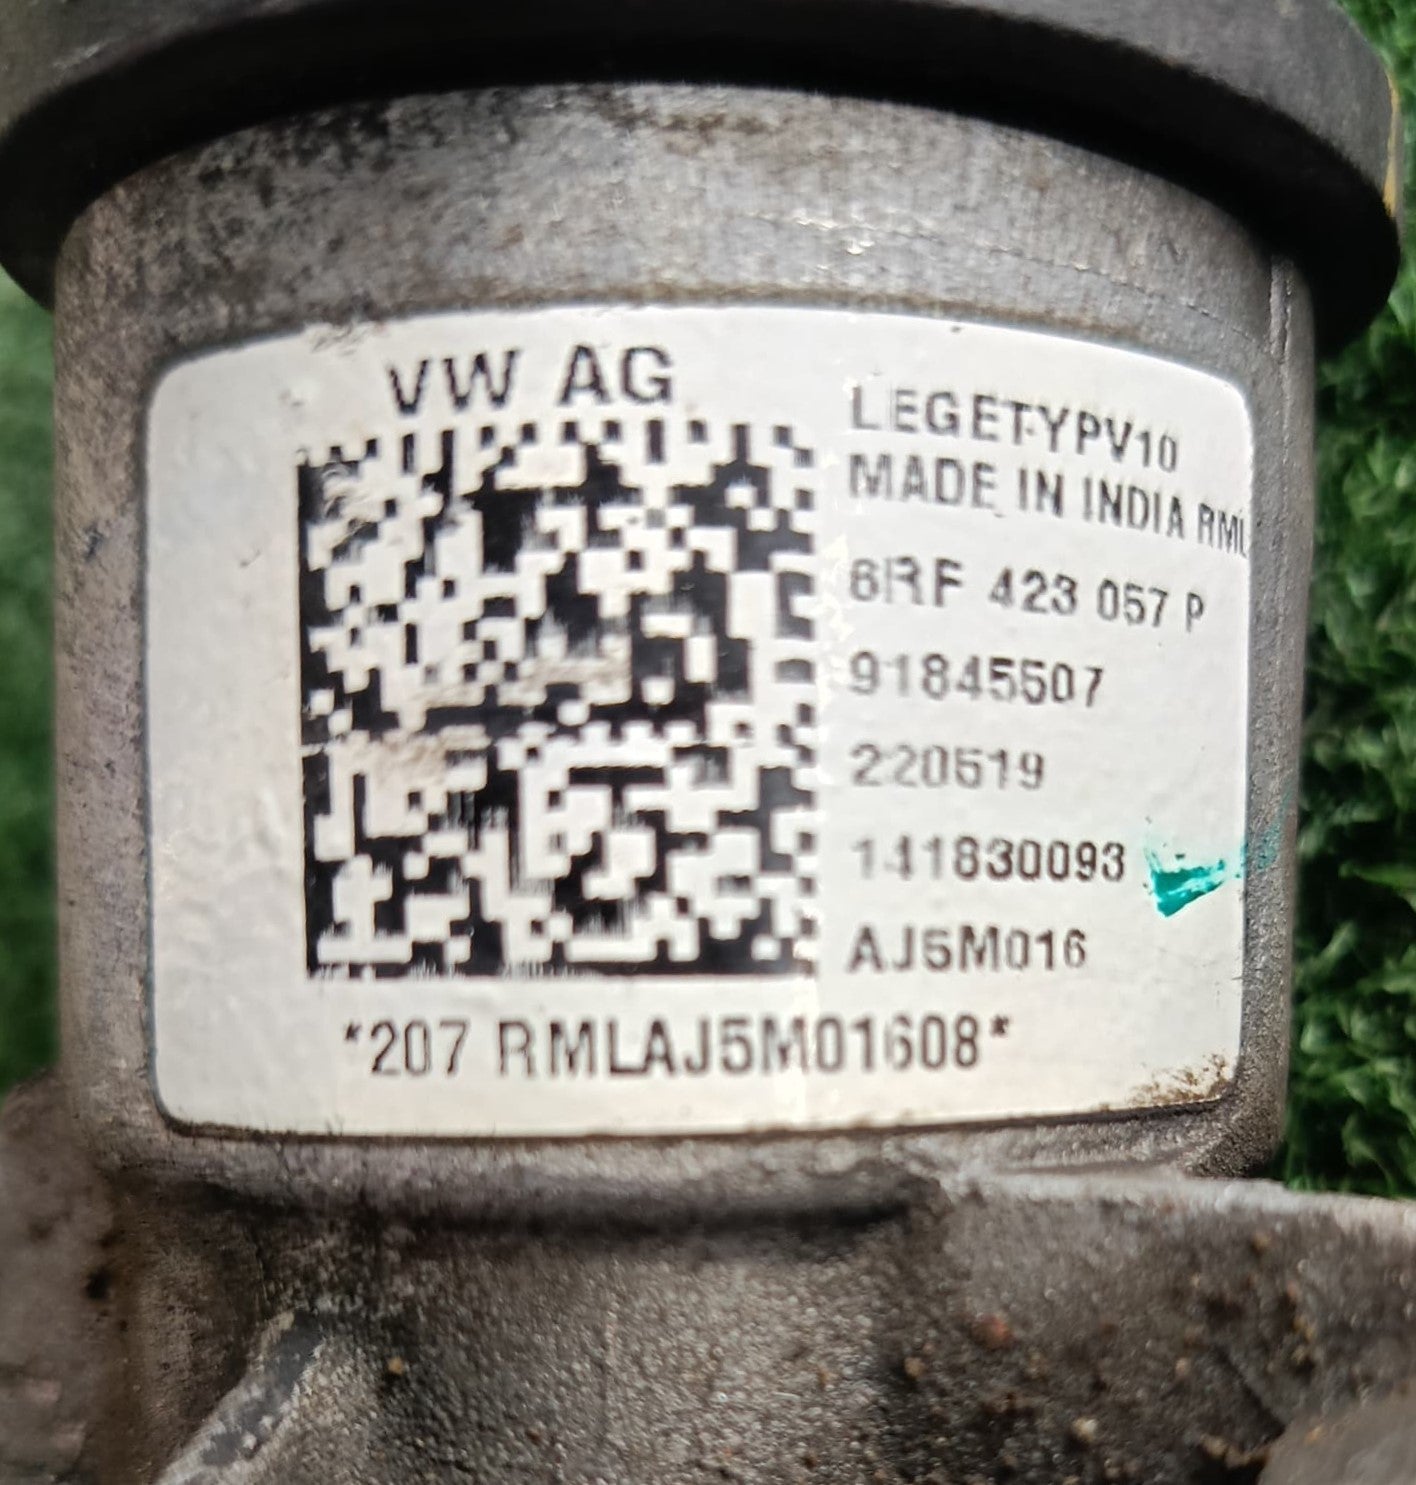 VW AG
LEGETYPV10
MADE IN INDIA RML
6RF 423 057 P
91845507
220519
141830093
AJ5M016
*207 RMLAJ5M01608*